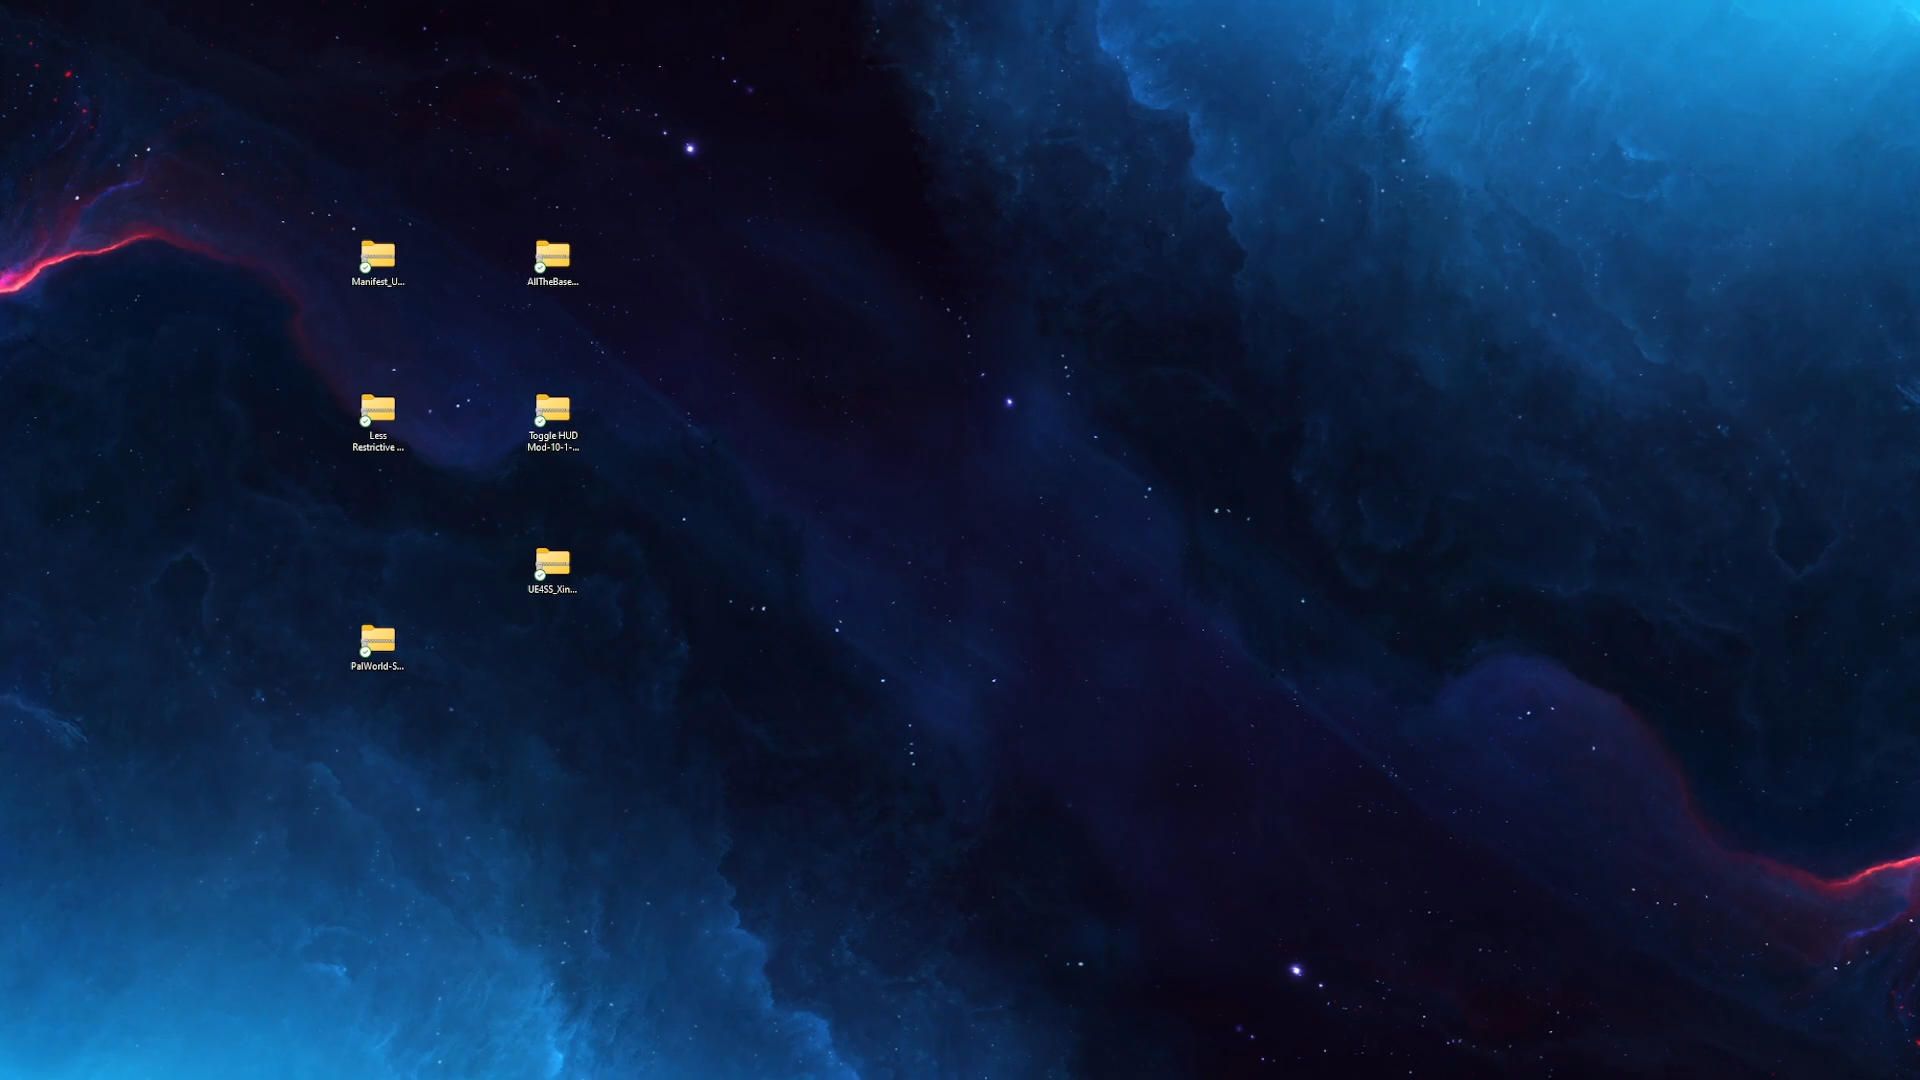 Manifest_U...
AllTheBase...
Less
Restrictive ...
Toggle HUD
Mod-10-1-...
UE4SS_Xin...
PalWorld-S...